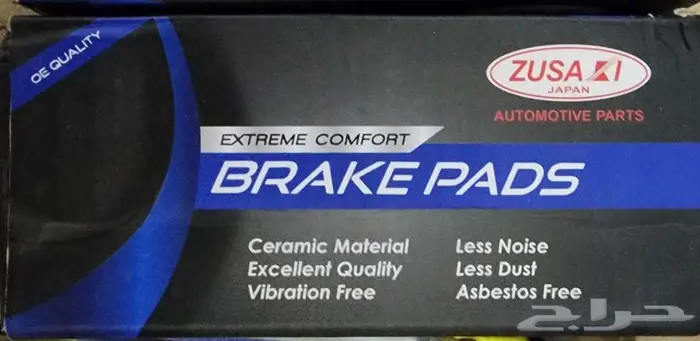 OE QUALITY
ZUSAKI
JAPAN
AUTOMOTIVE PARTS
EXTREME COMFORT
BRAKE PADS
Ceramic Material
Excellent Quality
Vibration Free
Less Noise
Less Dust
Asbestos Free
حراج